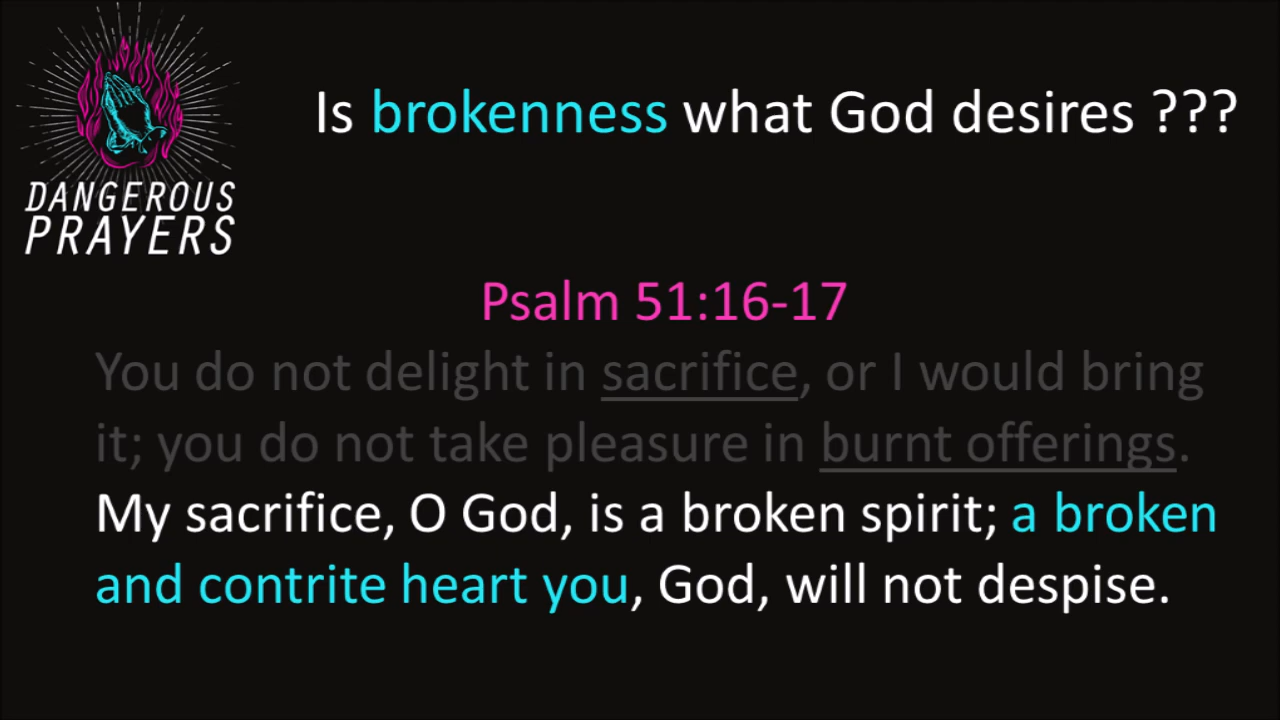 Is brokenness what God desires ???
DANGEROUS
PRAYERS
Psalm 51:16-17
You do not delight in sacrifice, or I would bring
it; you do not take pleasure in burnt offerings.
My sacrifice, O God, is a broken spirit; a broken
and contrite heart you, God, will not despise.